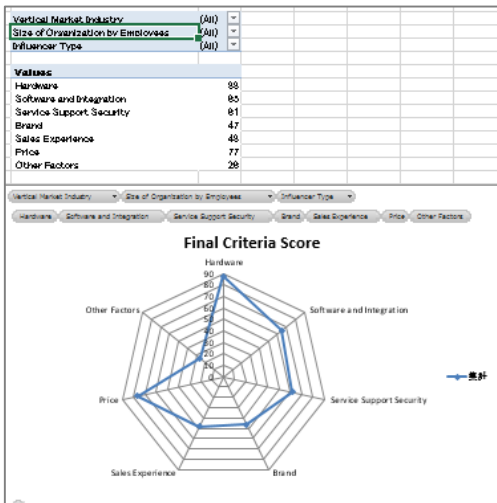 Vertical Market Industry (All)
Size of Organization by Employees (All)
Influencer Type (All)
Values
Hardware 88
Software and Integration 65
Service Support Security 61
Brand 47
Sales Experience 48
Price 77
Other Factors 28
Vertical Market Industry Size of Organization by Employees Influencer Type
Hardware Software and Integration Service Support Security Brand Sales Experience Price Other Factors
Final Criteria Score
Hardware
90
80
70
60
50
40
30
20
10
0
Other Factors
Software and Integration
集計
Price
Service Support Security
Sales Experience
Brand